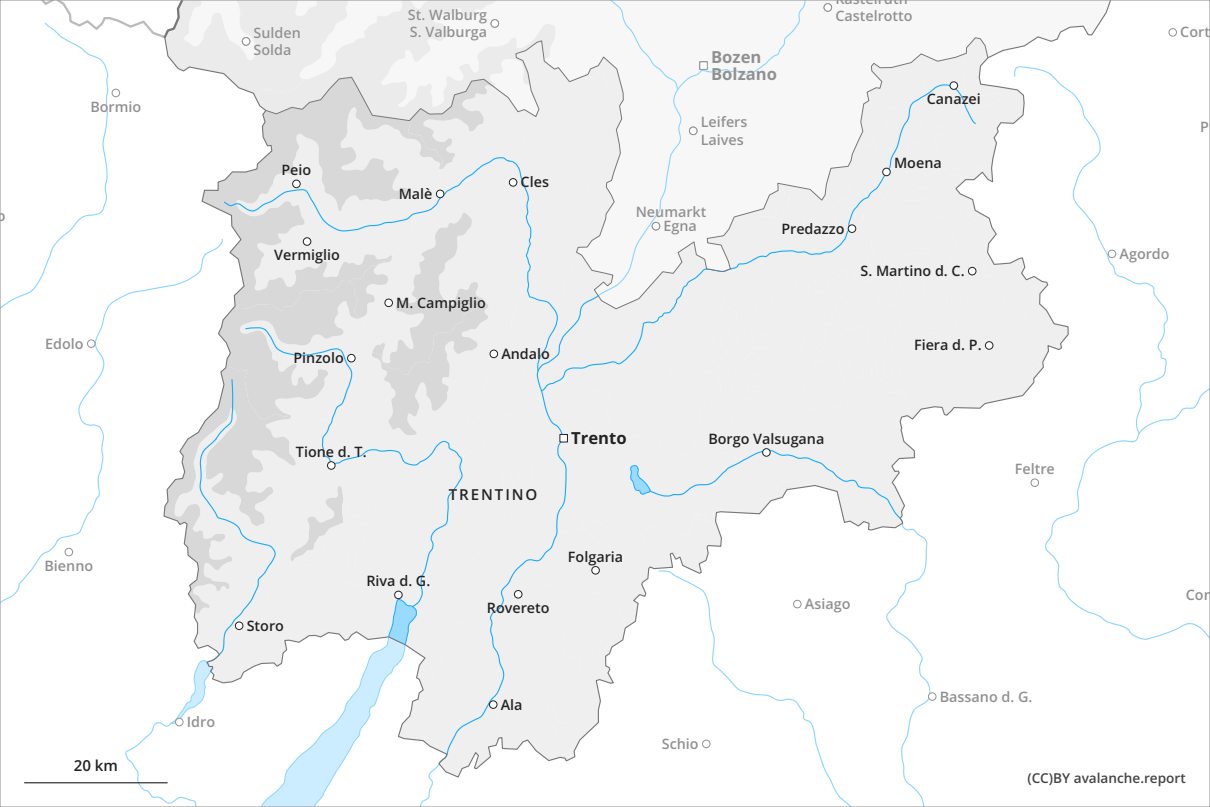 Kastelruth
Castelrotto
St. Walburg
S. Valburga
Sulden
Solda
Cort
Bozen
Bolzano
Bormio
Canazei
Leifers
Laives
P
Moena
Peio
Malè
Cles
Neumarkt
Egna
Predazzo
Vermiglio
Agordo
S. Martino d. C.
M. Campiglio
Edolo
Pinzolo
Andalo
Fiera d. P.
Trento
Borgo Valsugana
Tione d. T.
Feltre
TRENTINO
Bienno
Folgaria
Riva d. G.
Rovereto
Asiago
Cor
Storo
Ala
Bassano d. G.
Idro
Schio
20 km
(CC)BY avalanche.report